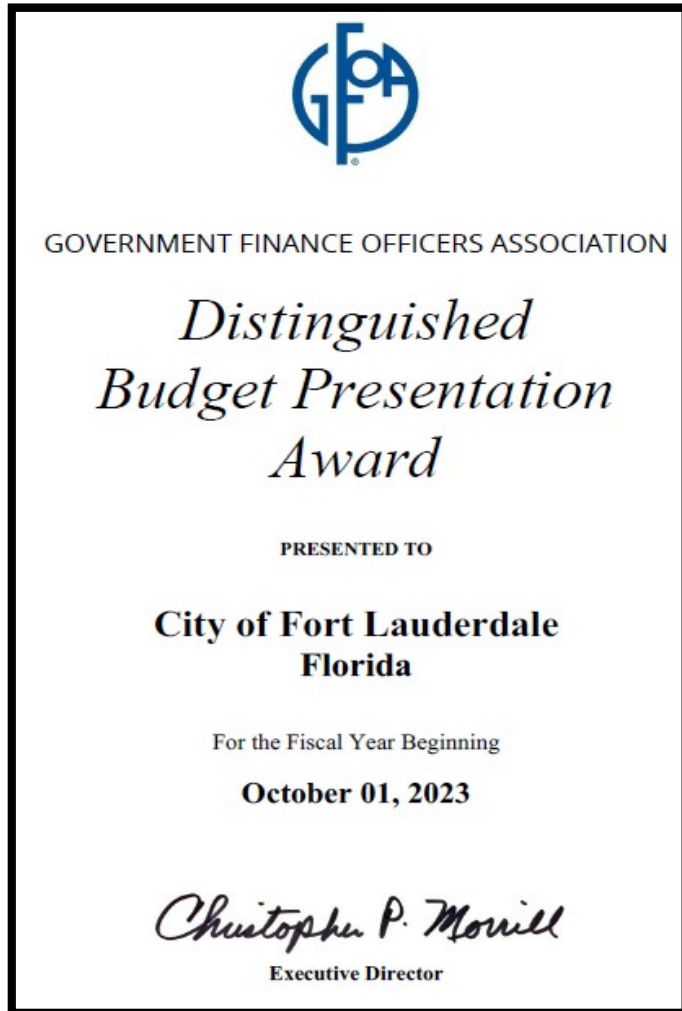 GFOA
®
GOVERNMENT FINANCE OFFICERS ASSOCIATION
Distinguished
Budget Presentation
Award
PRESENTED TO
City of Fort Lauderdale
Florida
For the Fiscal Year Beginning
October 01, 2023
Christopher P. Morrill
Executive Director